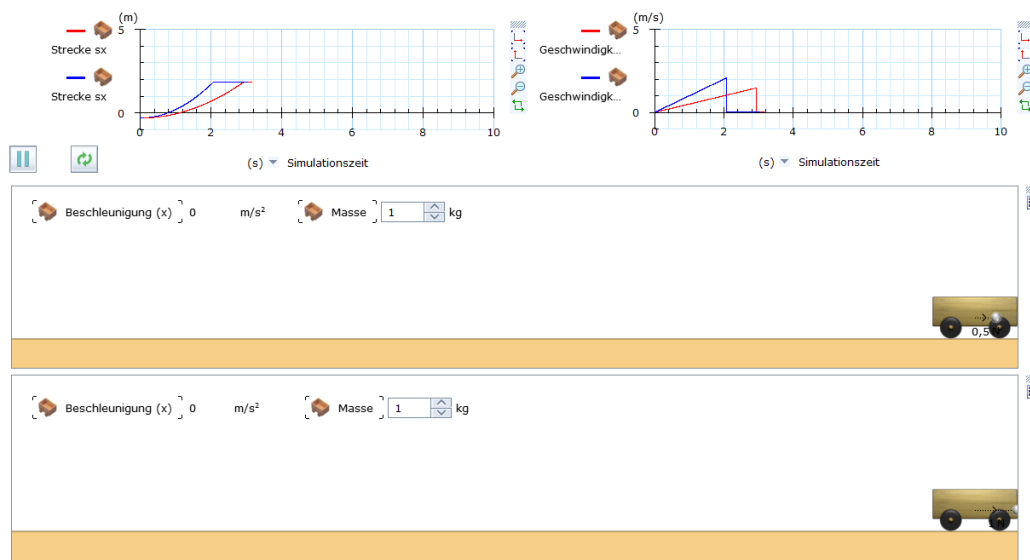 (m)
5
Strecke sx
Strecke sx
0
0 2 4 6 8 10
(s) Simulationszeit
(m/s)
5
Geschwindigk...
Geschwindigk...
0
0 2 4 6 8 10
(s) Simulationszeit
Beschleunigung (x) 0 m/s² Masse 1 kg
0,5 N
Beschleunigung (x) 0 m/s² Masse 1 kg
1 N